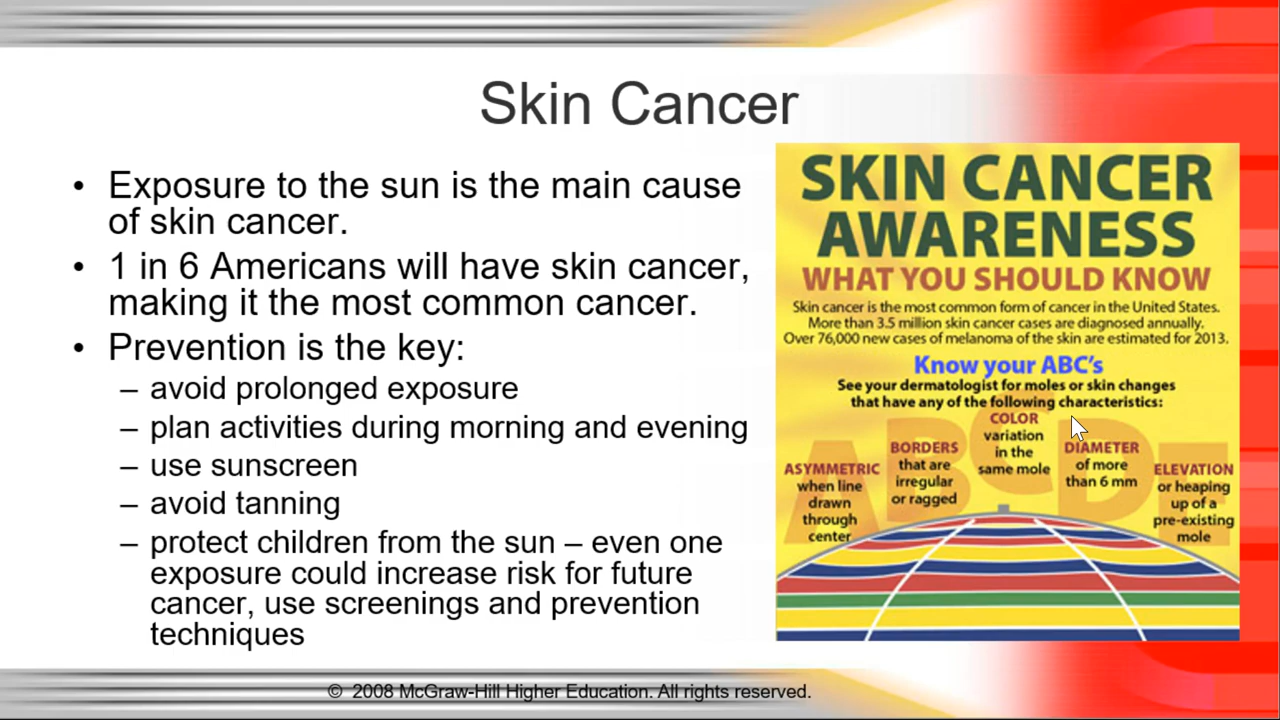 Skin Cancer
• Exposure to the sun is the main cause
of skin cancer.
• 1 in 6 Americans will have skin cancer,
making it the most common cancer.
• Prevention is the key:
– avoid prolonged exposure
– plan activities during morning and evening
– use sunscreen
– avoid tanning
– protect children from the sun – even one
exposure could increase risk for future
cancer, use screenings and prevention
techniques
SKIN CANCER
AWARENESS
WHAT YOU SHOULD KNOW
Skin cancer is the most common form of cancer in the United States.
More than 3.5 million skin cancer cases are diagnosed annually.
Over 76,000 new cases of melanoma of the skin are estimated for 2013.
Know your ABC's
See your dermatologist for moles or skin changes
that have any of the following characteristics:
ABCDE
ASYMMETRIC
when line
drawn
through
center
BORDERS
that are
irregular
or ragged
COLOR
variation
in the
same mole
DIAMETER
of more
than 6 mm
ELEVATION
or heaping
up of a
pre-existing
mole
© 2008 McGraw-Hill Higher Education. All rights reserved.